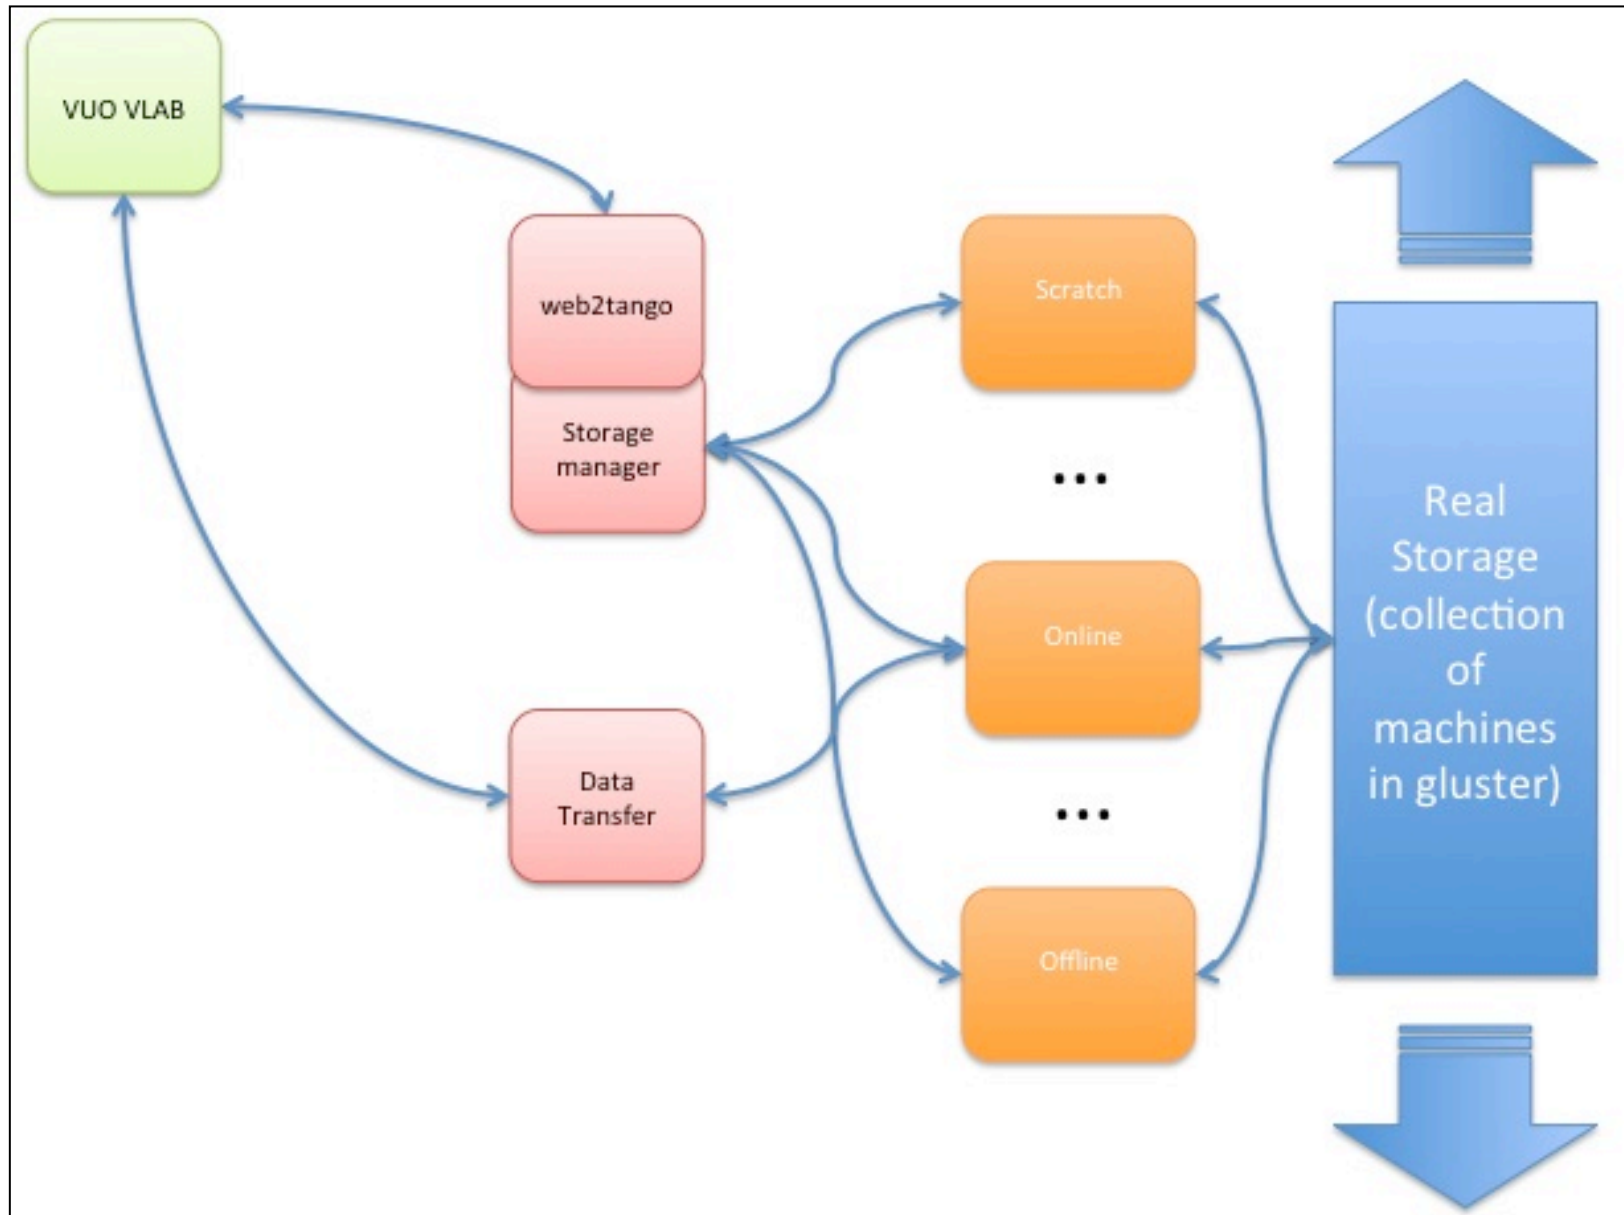 VUO VLAB
web2tango
Storage
manager
Data
Transfer
Scratch
...
Online
...
Offline
Real
Storage
(collection
of
machines
in gluster)